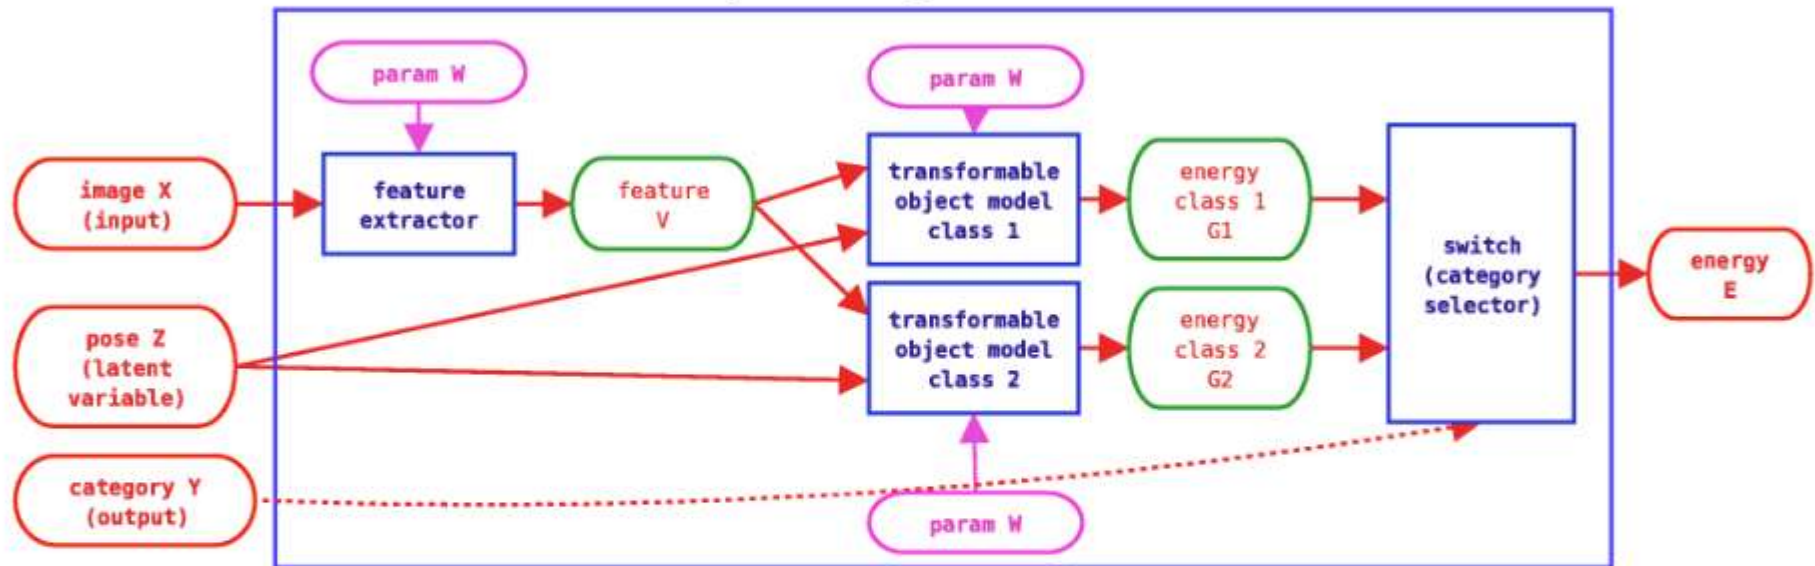 param W
param W
image X
(input)
feature
extractor
feature
V
transformable
object model
class 1
energy
class 1
G1
switch
(category
selector)
energy
E
pose Z
(latent
variable)
transformable
object model
class 2
energy
class 2
G2
category Y
(output)
param W